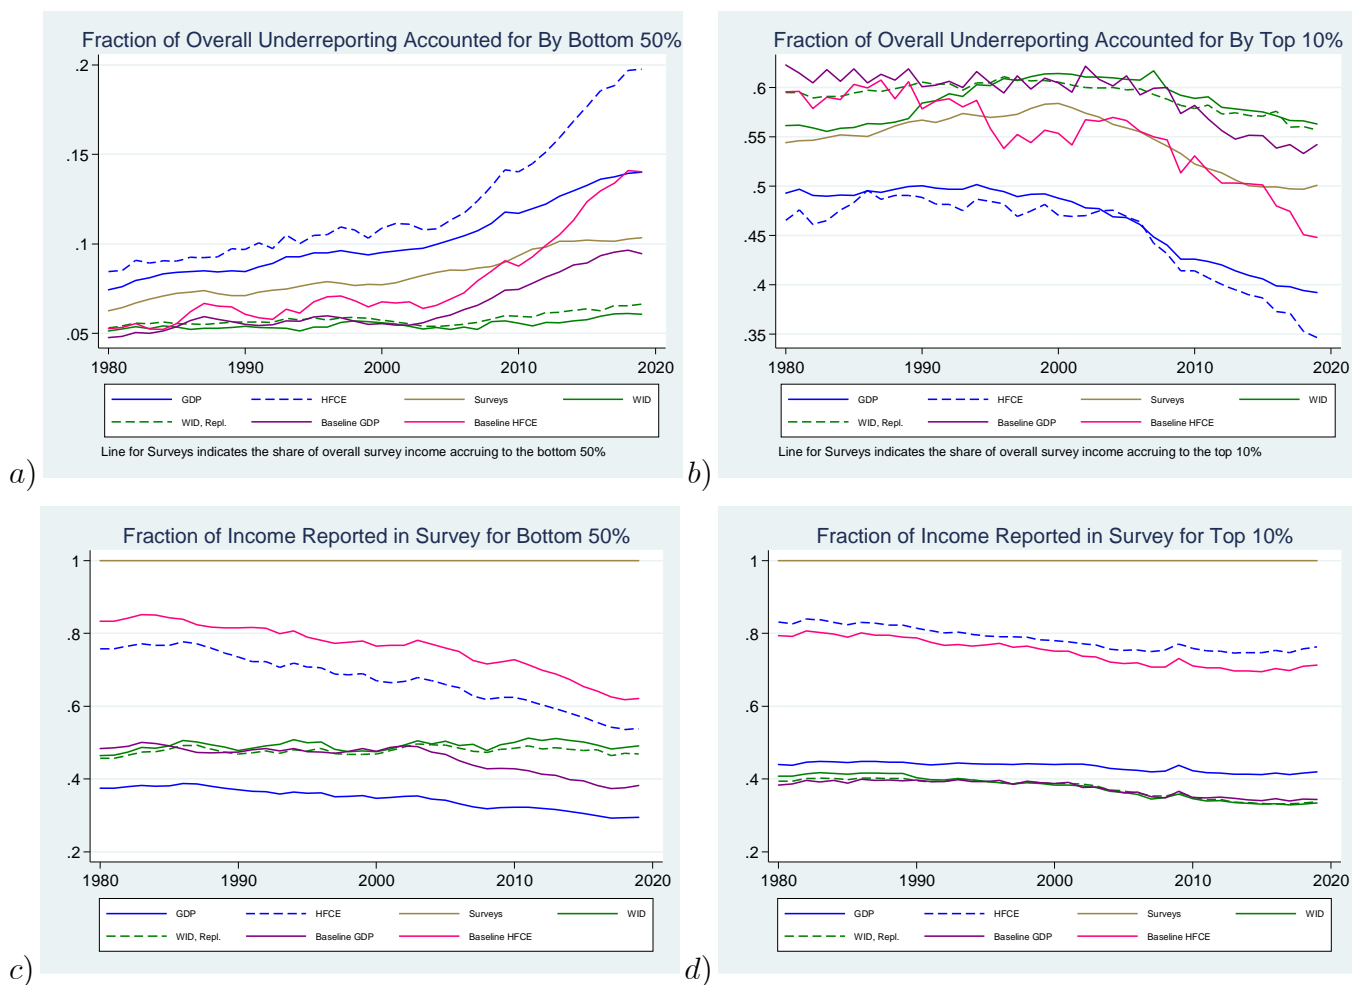 Fraction of Overall Underreporting Accounted for By Bottom 50%
.2
.15
.1
.05
1980 1990 2000 2010 2020
GDP HFCE Surveys WID
WID, Repl. Baseline GDP Baseline HFCE
Line for Surveys indicates the share of overall survey income accruing to the bottom 50%
a)
Fraction of Overall Underreporting Accounted for By Top 10%
.6
.55
.5
.45
.4
.35
1980 1990 2000 2010 2020
GDP HFCE Surveys WID
WID, Repl. Baseline GDP Baseline HFCE
Line for Surveys indicates the share of overall survey income accruing to the top 10%
b)
Fraction of Income Reported in Survey for Bottom 50%
1
.8
.6
.4
.2
1980 1990 2000 2010 2020
GDP HFCE Surveys WID
WID, Repl. Baseline GDP Baseline HFCE
c)
Fraction of Income Reported in Survey for Top 10%
1
.8
.6
.4
.2
1980 1990 2000 2010 2020
GDP HFCE Surveys WID
WID, Repl. Baseline GDP Baseline HFCE
d)